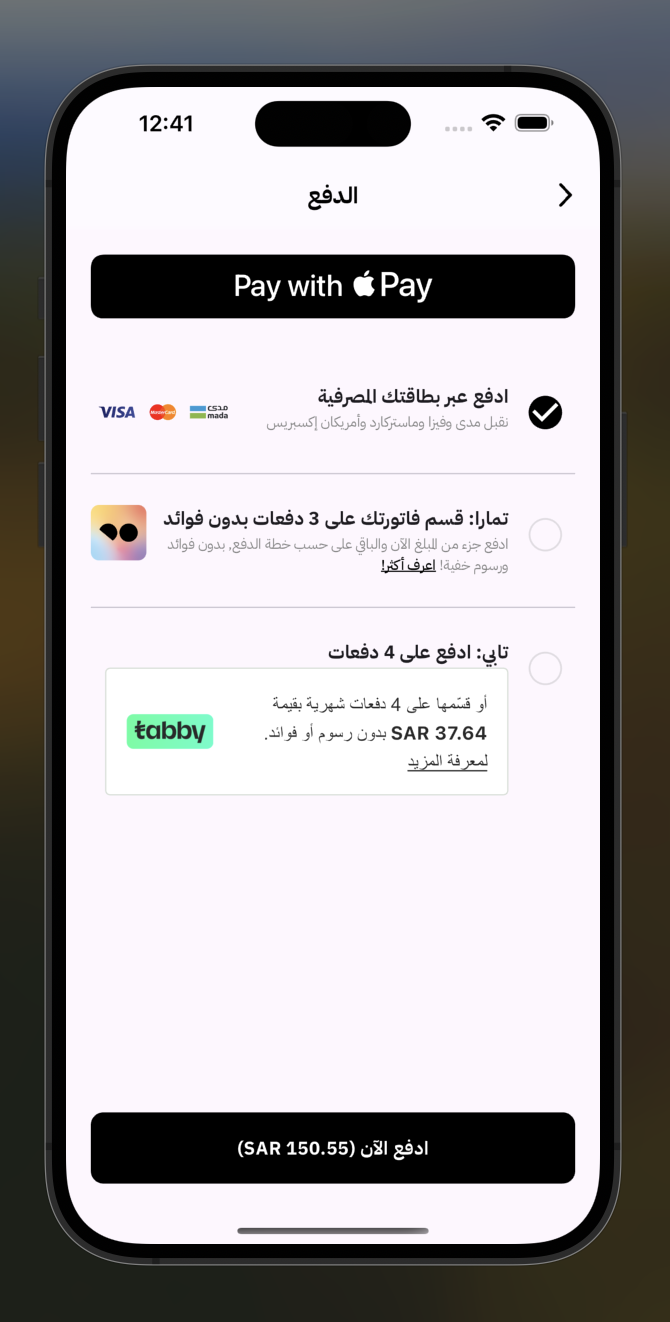 12:41
الدفع
Pay with Pay
ادفع عبر بطاقتك المصرفية
نقبل مدى وفيزا وماستركارد وأمريكان إكسبريس
مدى
mada
MasterCard
VISA
تمارا: قسم فاتورتك على 3 دفعات بدون فوائد
ادفع جزء من المبلغ الآن والباقي على حسب خطة الدفع, بدون فوائد
ورسوم خفية! اعرف أكثر!
تابي: ادفع على 4 دفعات
أو قسّمها على 4 دفعات شهرية بقيمة
SAR 37.64 بدون رسوم أو فوائد.
لمعرفة المزيد
tabby
ادفع الآن (SAR 150.55)